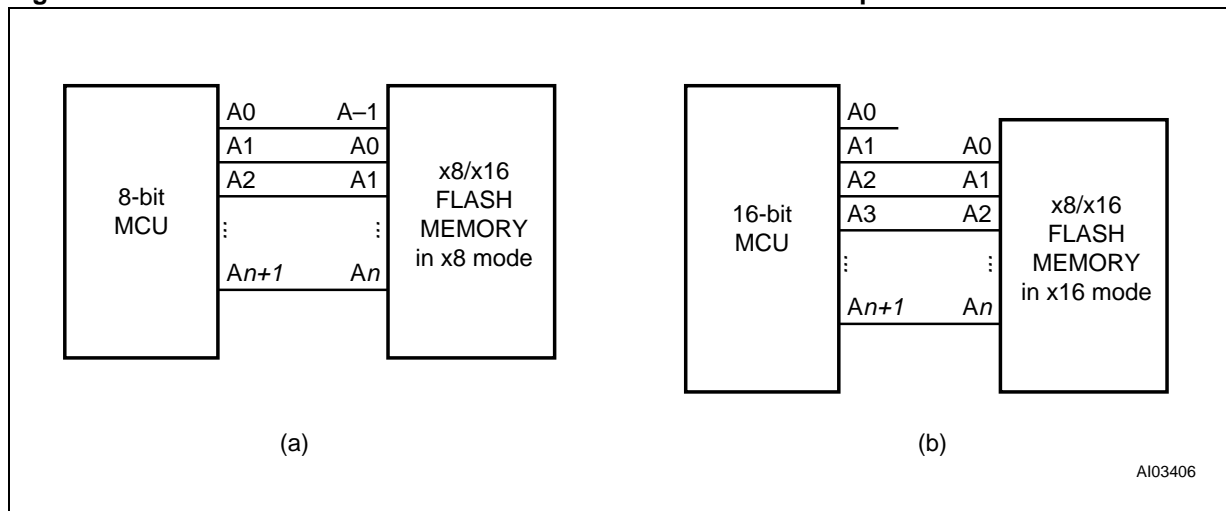 A0 A–1
A1 A0
A2 A1
8-bit
MCU
x8/x16
FLASH
MEMORY
in x8 mode
⋮ ⋮
An+1 An
(a)
A0
A1 A0
A2 A1
A3 A2
16-bit
MCU
x8/x16
FLASH
MEMORY
in x16 mode
⋮ ⋮
An+1 An
(b)
AI03406